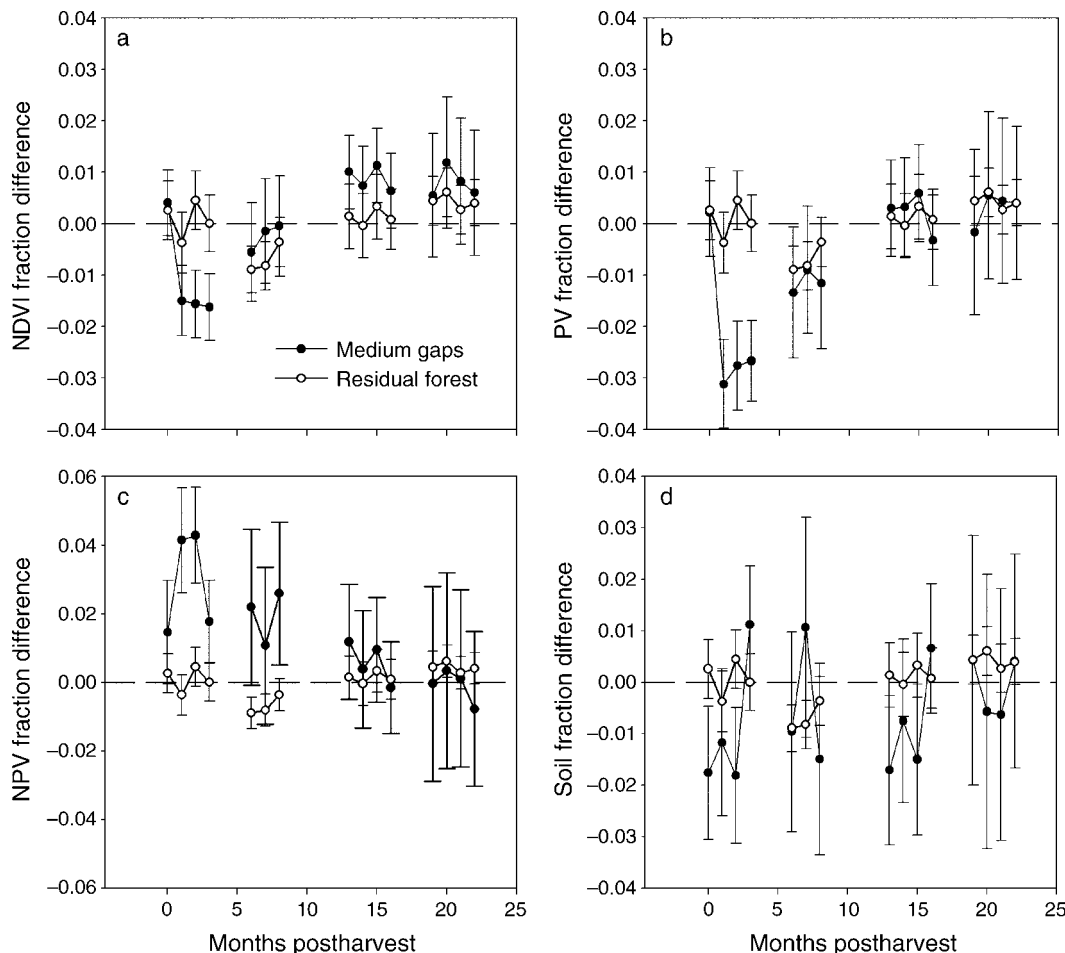 a
NDVI fraction difference
0.04
0.03
0.02
0.01
0.00
−0.01
−0.02
−0.03
−0.04
Medium gaps
Residual forest
b
PV fraction difference
0.04
0.03
0.02
0.01
0.00
−0.01
−0.02
−0.03
−0.04
c
NPV fraction difference
0.06
0.04
0.02
0.00
−0.02
−0.04
−0.06
0 5 10 15 20 25
Months postharvest
d
Soil fraction difference
0.04
0.03
0.02
0.01
0.00
−0.01
−0.02
−0.03
−0.04
0 5 10 15 20 25
Months postharvest